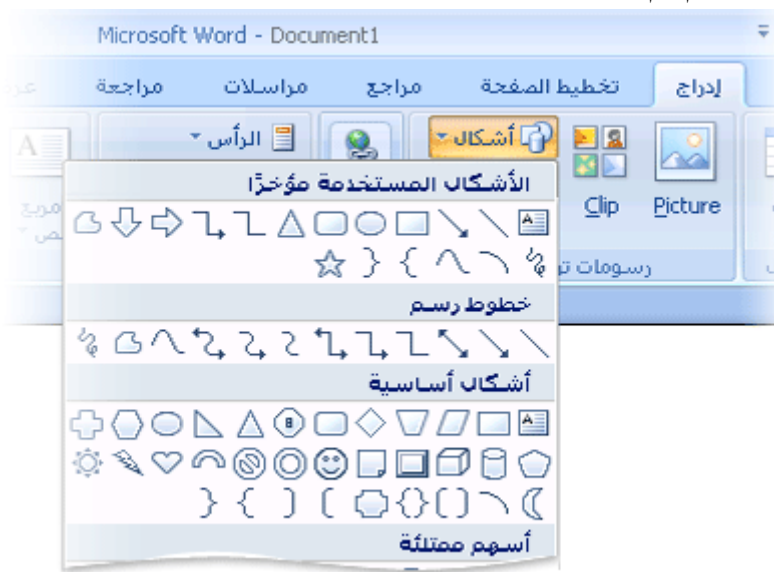 Microsoft Word - Document1
إدراج
تخطيط الصفحة
مراجع
مراسلات
مراجعة
أشكال
الرأس
Picture
Clip
مربع
الأشكال المستخدمة مؤخرًا
خطوط رسم
أشكال أساسية
أسهم ممتلئة